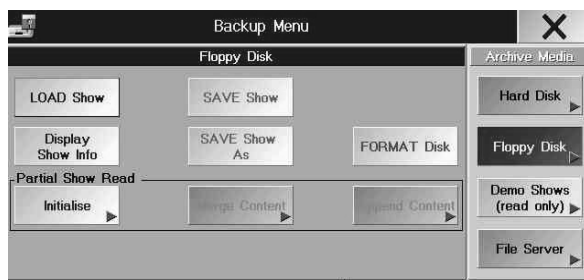 Backup Menu
Floppy Disk
Archive Media
LOAD Show
SAVE Show
Hard Disk
Display
Show Info
SAVE Show
As
FORMAT Disk
Floppy Disk
Partial Show Read
Initialise
Content
Content
Demo Shows
(read only)
File Server